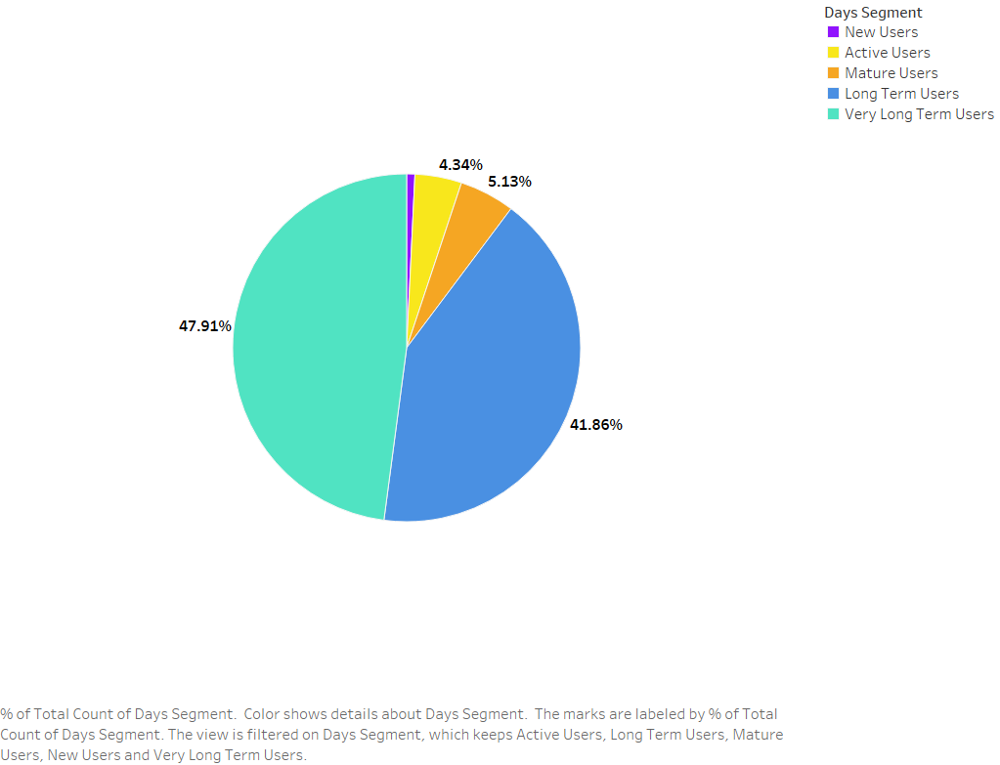 Days Segment
New Users
Active Users
Mature Users
Long Term Users
Very Long Term Users
4.34%
5.13%
47.91%
41.86%
% of Total Count of Days Segment.  Color shows details about Days Segment.  The marks are labeled by % of Total
Count of Days Segment. The view is filtered on Days Segment, which keeps Active Users, Long Term Users, Mature
Users, New Users and Very Long Term Users.